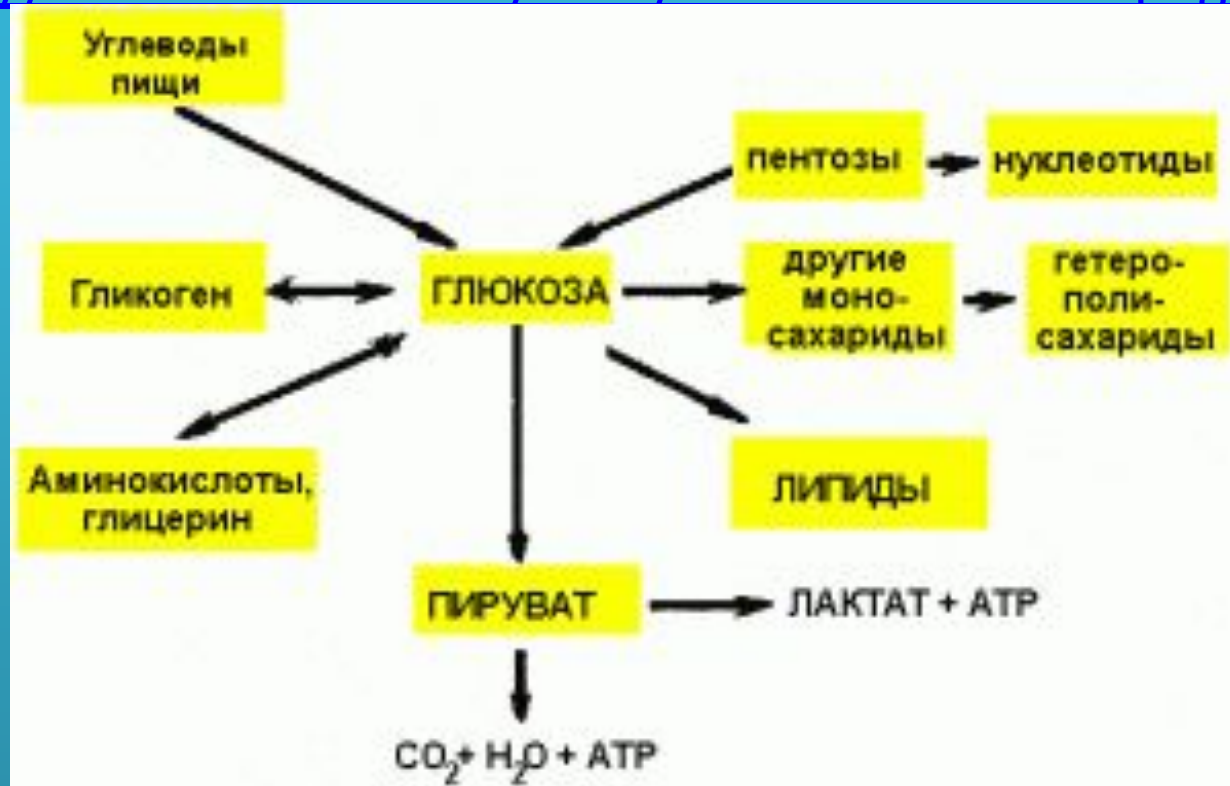 Углеводы
пищи
пентозы
нуклеотиды
Гликоген
ГЛЮКОЗА
другие
моно-
сахариды
гетеро-
поли-
сахариды
Аминокислоты,
глицерин
ЛИПИДЫ
ПИРУВАТ
ЛАКТАТ + АТР
CO₂+ H₂O + АТР